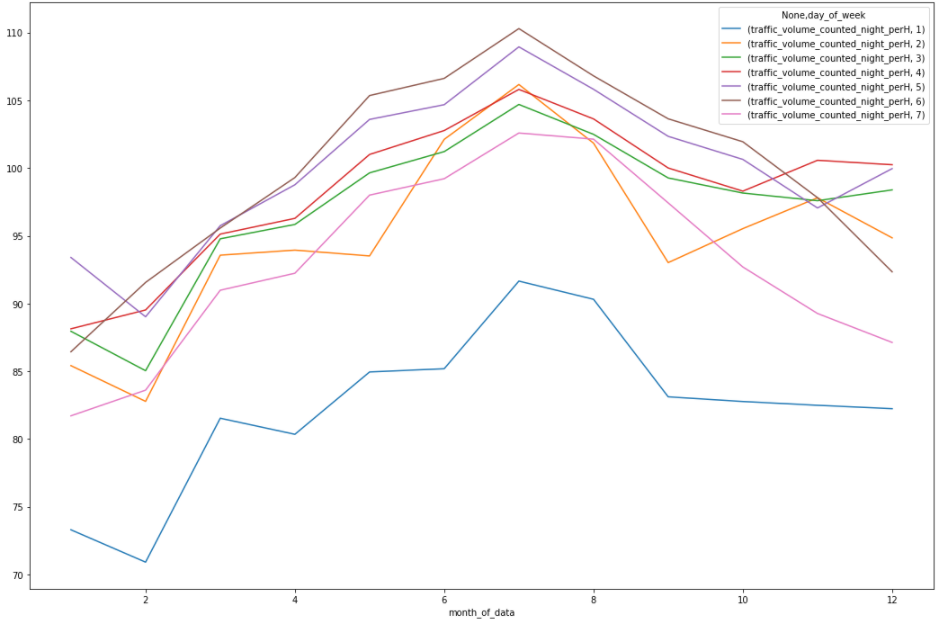 None,day_of_week
(traffic_volume_counted_night_perH, 1)
(traffic_volume_counted_night_perH, 2)
(traffic_volume_counted_night_perH, 3)
(traffic_volume_counted_night_perH, 4)
(traffic_volume_counted_night_perH, 5)
(traffic_volume_counted_night_perH, 6)
(traffic_volume_counted_night_perH, 7)
110
105
100
95
90
85
80
75
70
2 4 6 8 10 12
month_of_data